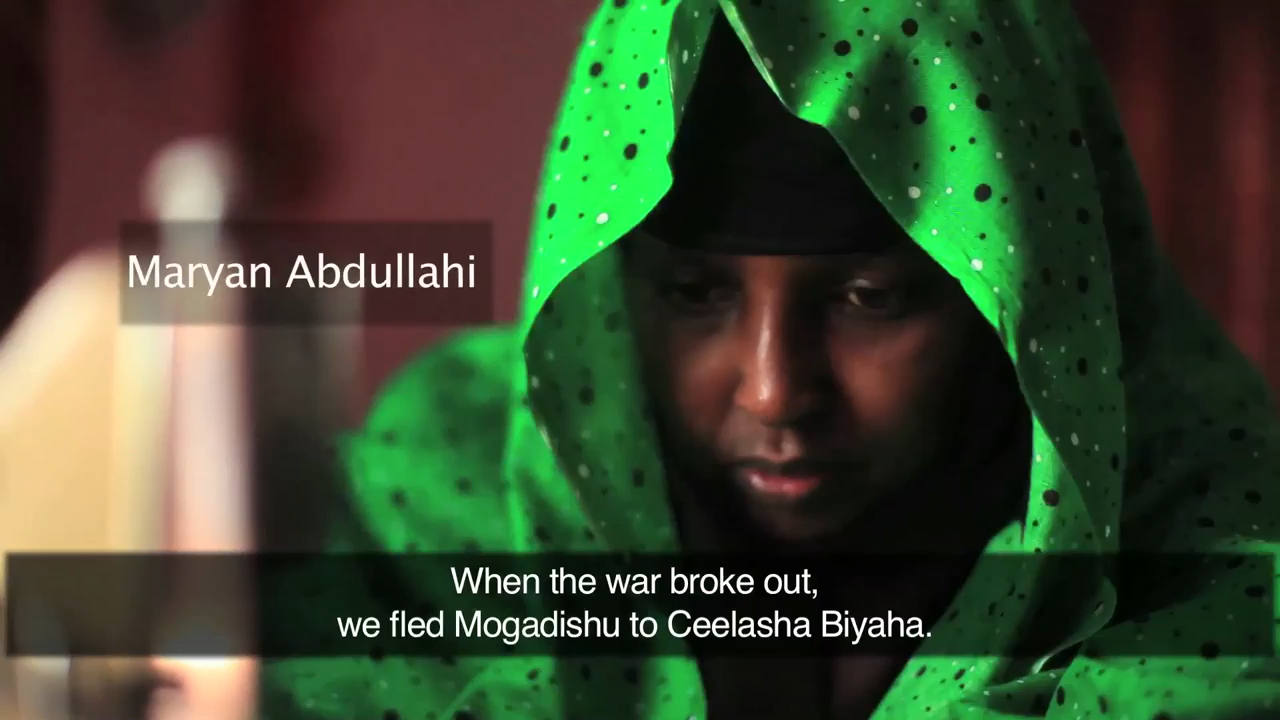 Maryan Abdullahi
When the war broke out,
we fled Mogadishu to Ceelasha Biyaha.